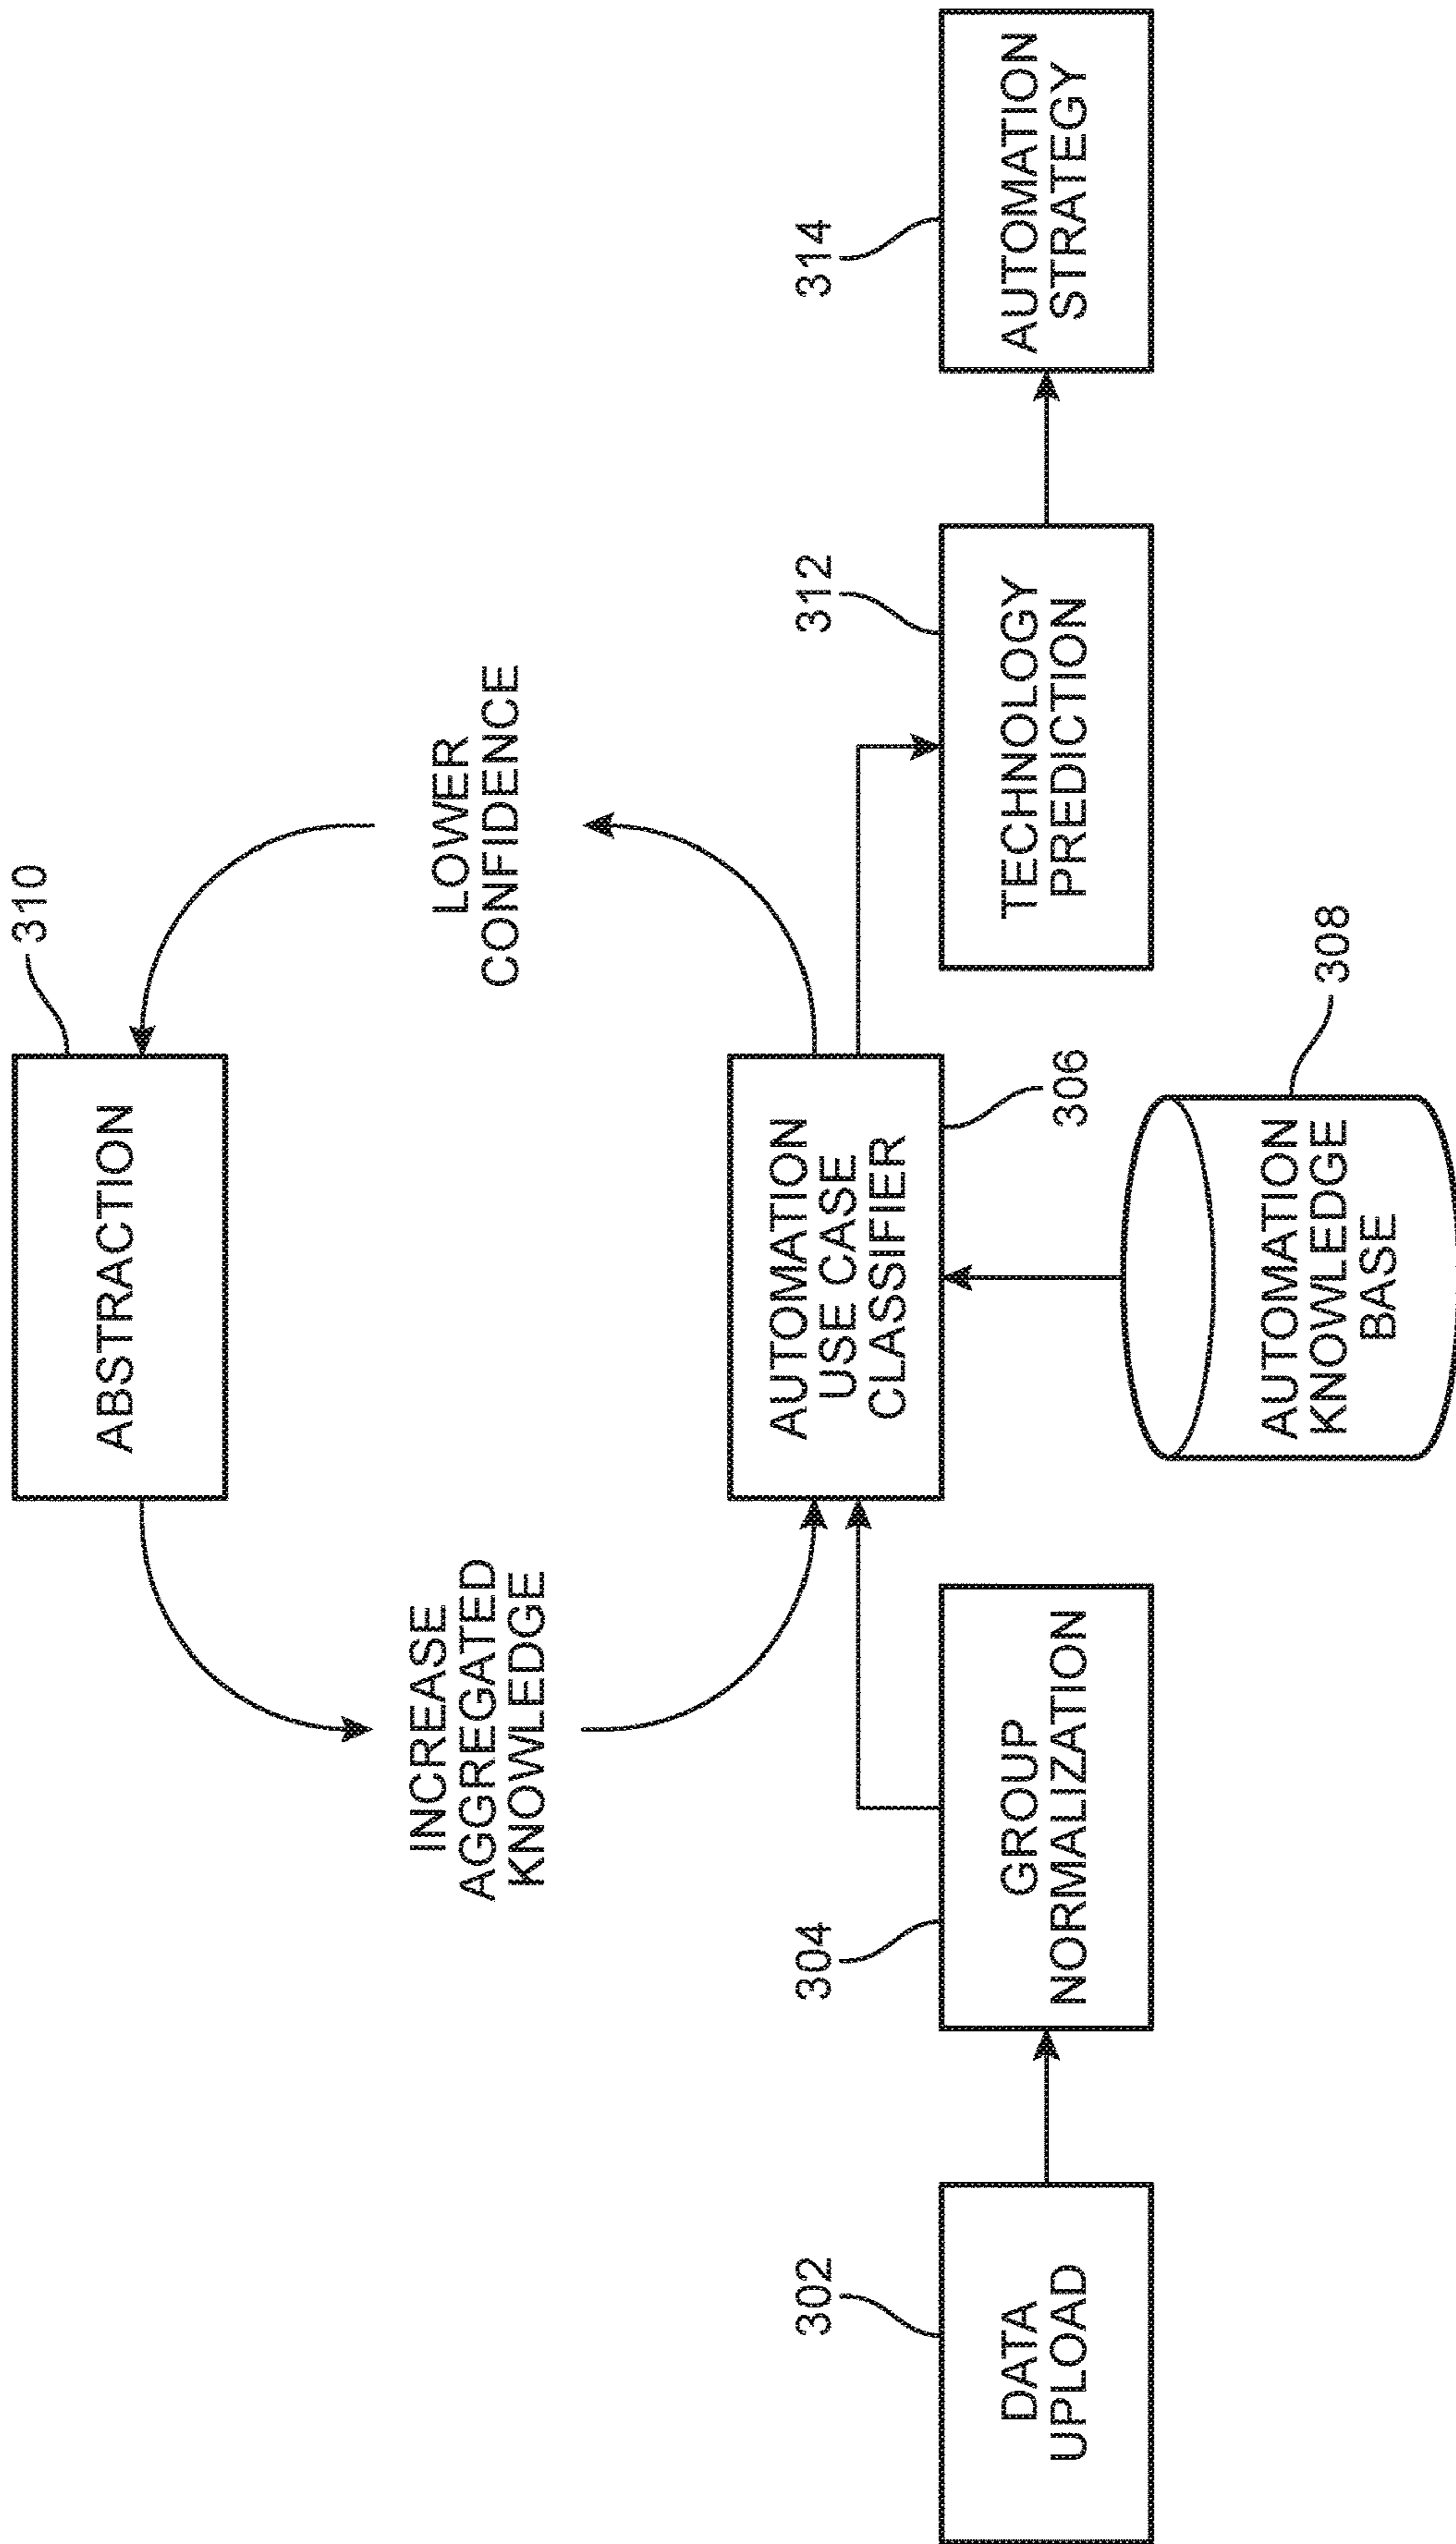 310
ABSTRACTION
INCREASE
AGGREGATED
KNOWLEDGE
LOWER
CONFIDENCE
AUTOMATION
USE CASE
CLASSIFIER
306
302
DATA
UPLOAD
304
GROUP
NORMALIZATION
312
TECHNOLOGY
PREDICTION
314
AUTOMATION
STRATEGY
308
AUTOMATION
KNOWLEDGE
BASE